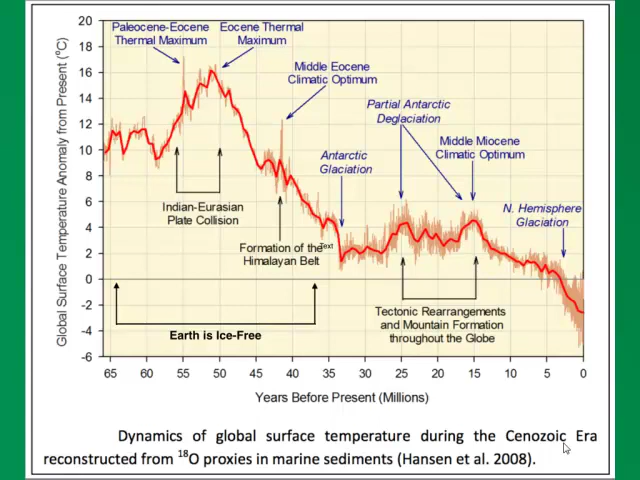 Global Surface Temperature Anomaly from Present (°C)
20
18
16
14
12
10
8
6
4
2
0
-2
-4
-6
Paleocene-Eocene
Thermal Maximum
Eocene Thermal
Maximum
Middle Eocene
Climatic Optimum
Partial Antarctic
Deglaciation
Middle Miocene
Climatic Optimum
Antarctic
Glaciation
N. Hemisphere
Glaciation
Indian-Eurasian
Plate Collision
Formation of the
Himalayan Belt
Text
Tectonic Rearrangements
and Mountain Formation
throughout the Globe
Earth is Ice-Free
65 60 55 50 45 40 35 30 25 20 15 10 5 0
Years Before Present (Millions)
Dynamics of global surface temperature during the Cenozoic Era
reconstructed from ¹⁸O proxies in marine sediments (Hansen et al. 2008).